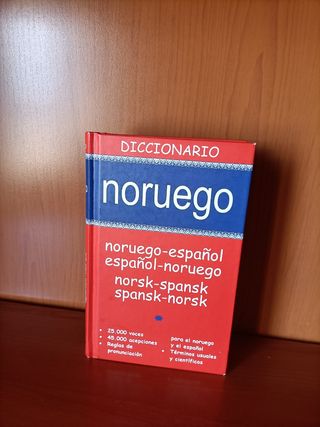 DICCIONARIO
noruego
noruego-español
español-noruego
norsk-spansk
spansk-norsk
• 25.000 voces
• 45.000 acepciones
• Reglas de
pronunciación
para el noruego
y el español
• Términos usuales
y científicos